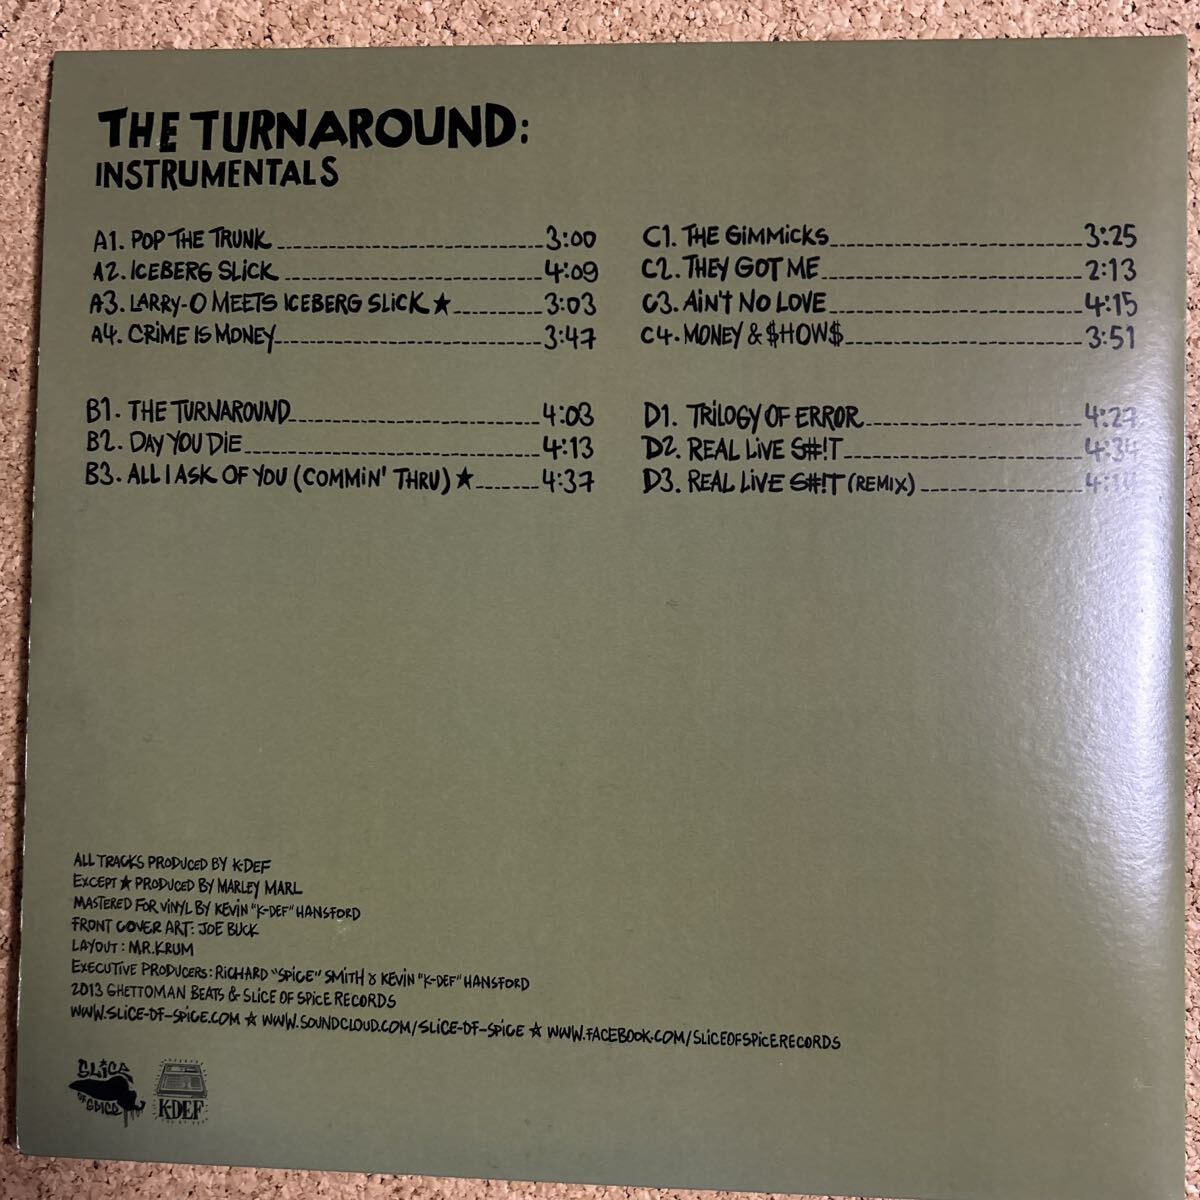 THE TURNAROUND:
INSTRUMENTALS
A1. POP THE TRUNK 3:00
A2. ICEBERG SLICK 4:09
A3. LARRY-O MEETS ICEBERG SLICK ★ 3:03
A4. CRIME IS MONEY 3:47
B1. THE TURNAROUND 4:03
B2. DAY YOU DIE 4:13
B3. ALL I ASK OF YOU (COMMIN' THRU) ★ 4:37
C1. THE GIMMICKS 3:25
C2. THEY GOT ME 2:13
C3. AIN'T NO LOVE 4:15
C4. MONEY & $HOW$ 3:51
D1. TRILOGY OF ERROR 4:27
D2. REAL LIVE S#!T
D3. REAL LIVE S#!T (REMIX)
ALL TRACKS PRODUCED BY K-DEF
EXCEPT ★ PRODUCED BY MARLEY MARL
MASTERED FOR VINYL BY KEVIN "K-DEF" HANSFORD
FRONT COVER ART: JOE BUCK
LAYOUT: MR.KRUM
EXECUTIVE PRODUCERS: RICHARD "SPICE" SMITH & KEVIN "K-DEF" HANSFORD
2013 GHETTOMAN BEATS & SLICE OF SPICE RECORDS
WWW.SLICE-OF-SPICE.COM ★ WWW.SOUNDCLOUD.COM/SLICE-OF-SPICE ★ WWW.FACEBOOK.COM/SLICEOFSPICERECORDS
SLICE
OF SPICE
K-DEF